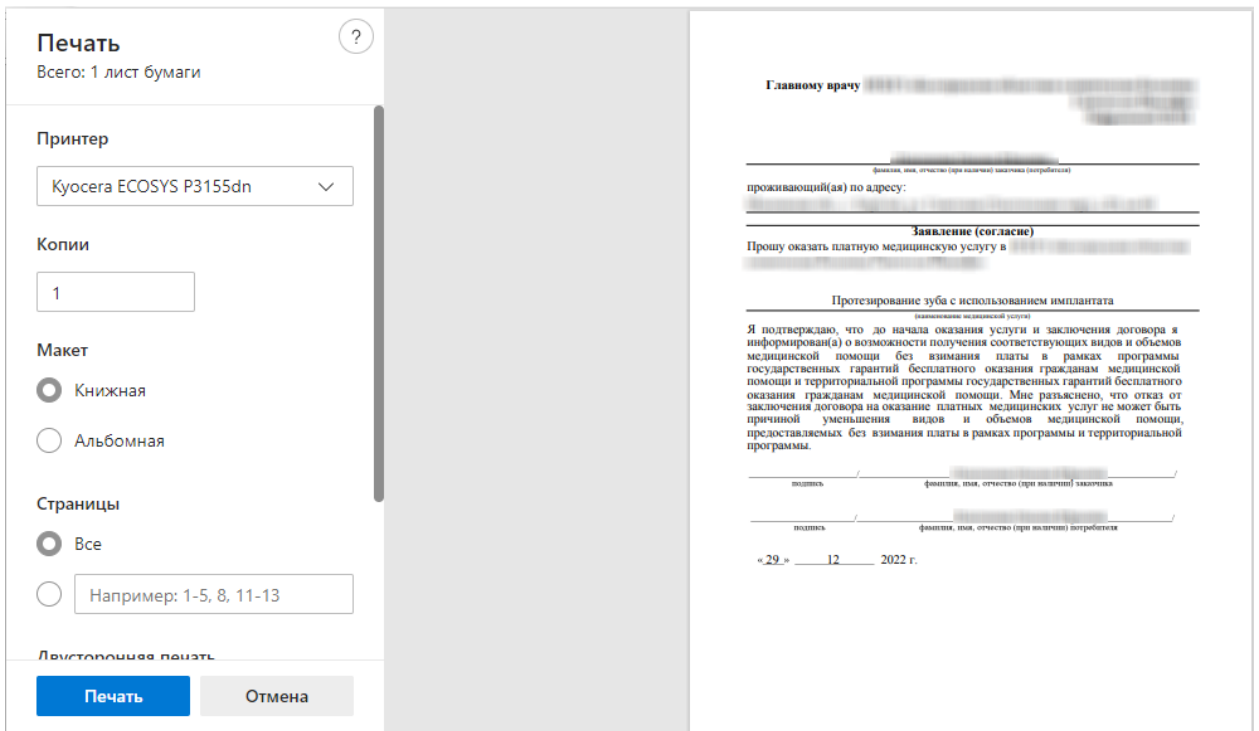 Печать
?
Всего: 1 лист бумаги
Принтер
Kyocera ECOSYS P3155dn
Копии
1
Макет
Книжная
Альбомная
Страницы
Все
Например: 1-5, 8, 11-13
Двусторонняя печать
Печать
Отмена
Главному врачу
фамилия, имя, отчество (при наличии) заказчика (потребителя)
проживающий(ая) по адресу:
Заявление (согласие)
Прошу оказать платную медицинскую услугу в
Протезирование зуба с использованием имплантата
(наименование медицинской услуги)
Я подтверждаю, что до начала оказания услуги и заключения договора я
информирован(а) о возможности получения соответствующих видов и объемов
медицинской помощи без взимания платы в рамках программы
государственных гарантий бесплатного оказания гражданам медицинской
помощи и территориальной программы государственных гарантий бесплатного
оказания гражданам медицинской помощи. Мне разъяснено, что отказ от
заключения договора на оказание платных медицинских услуг не может быть
причиной уменьшения видов и объемов медицинской помощи,
предоставляемых без взимания платы в рамках программы и территориальной
программы.
подпись / фамилия, имя, отчество (при наличии) заказчика /
подпись / фамилия, имя, отчество (при наличии) потребителя /
«29» 12 2022 г.